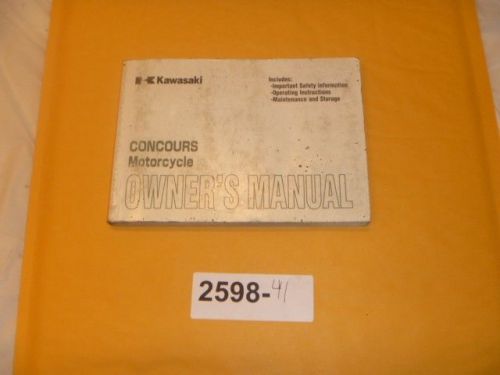 Kawasaki
Includes:
-Important Safety Information
-Operating Instructions
-Maintenance and Storage
CONCOURS
Motorcycle
OWNER'S MANUAL
2598-41